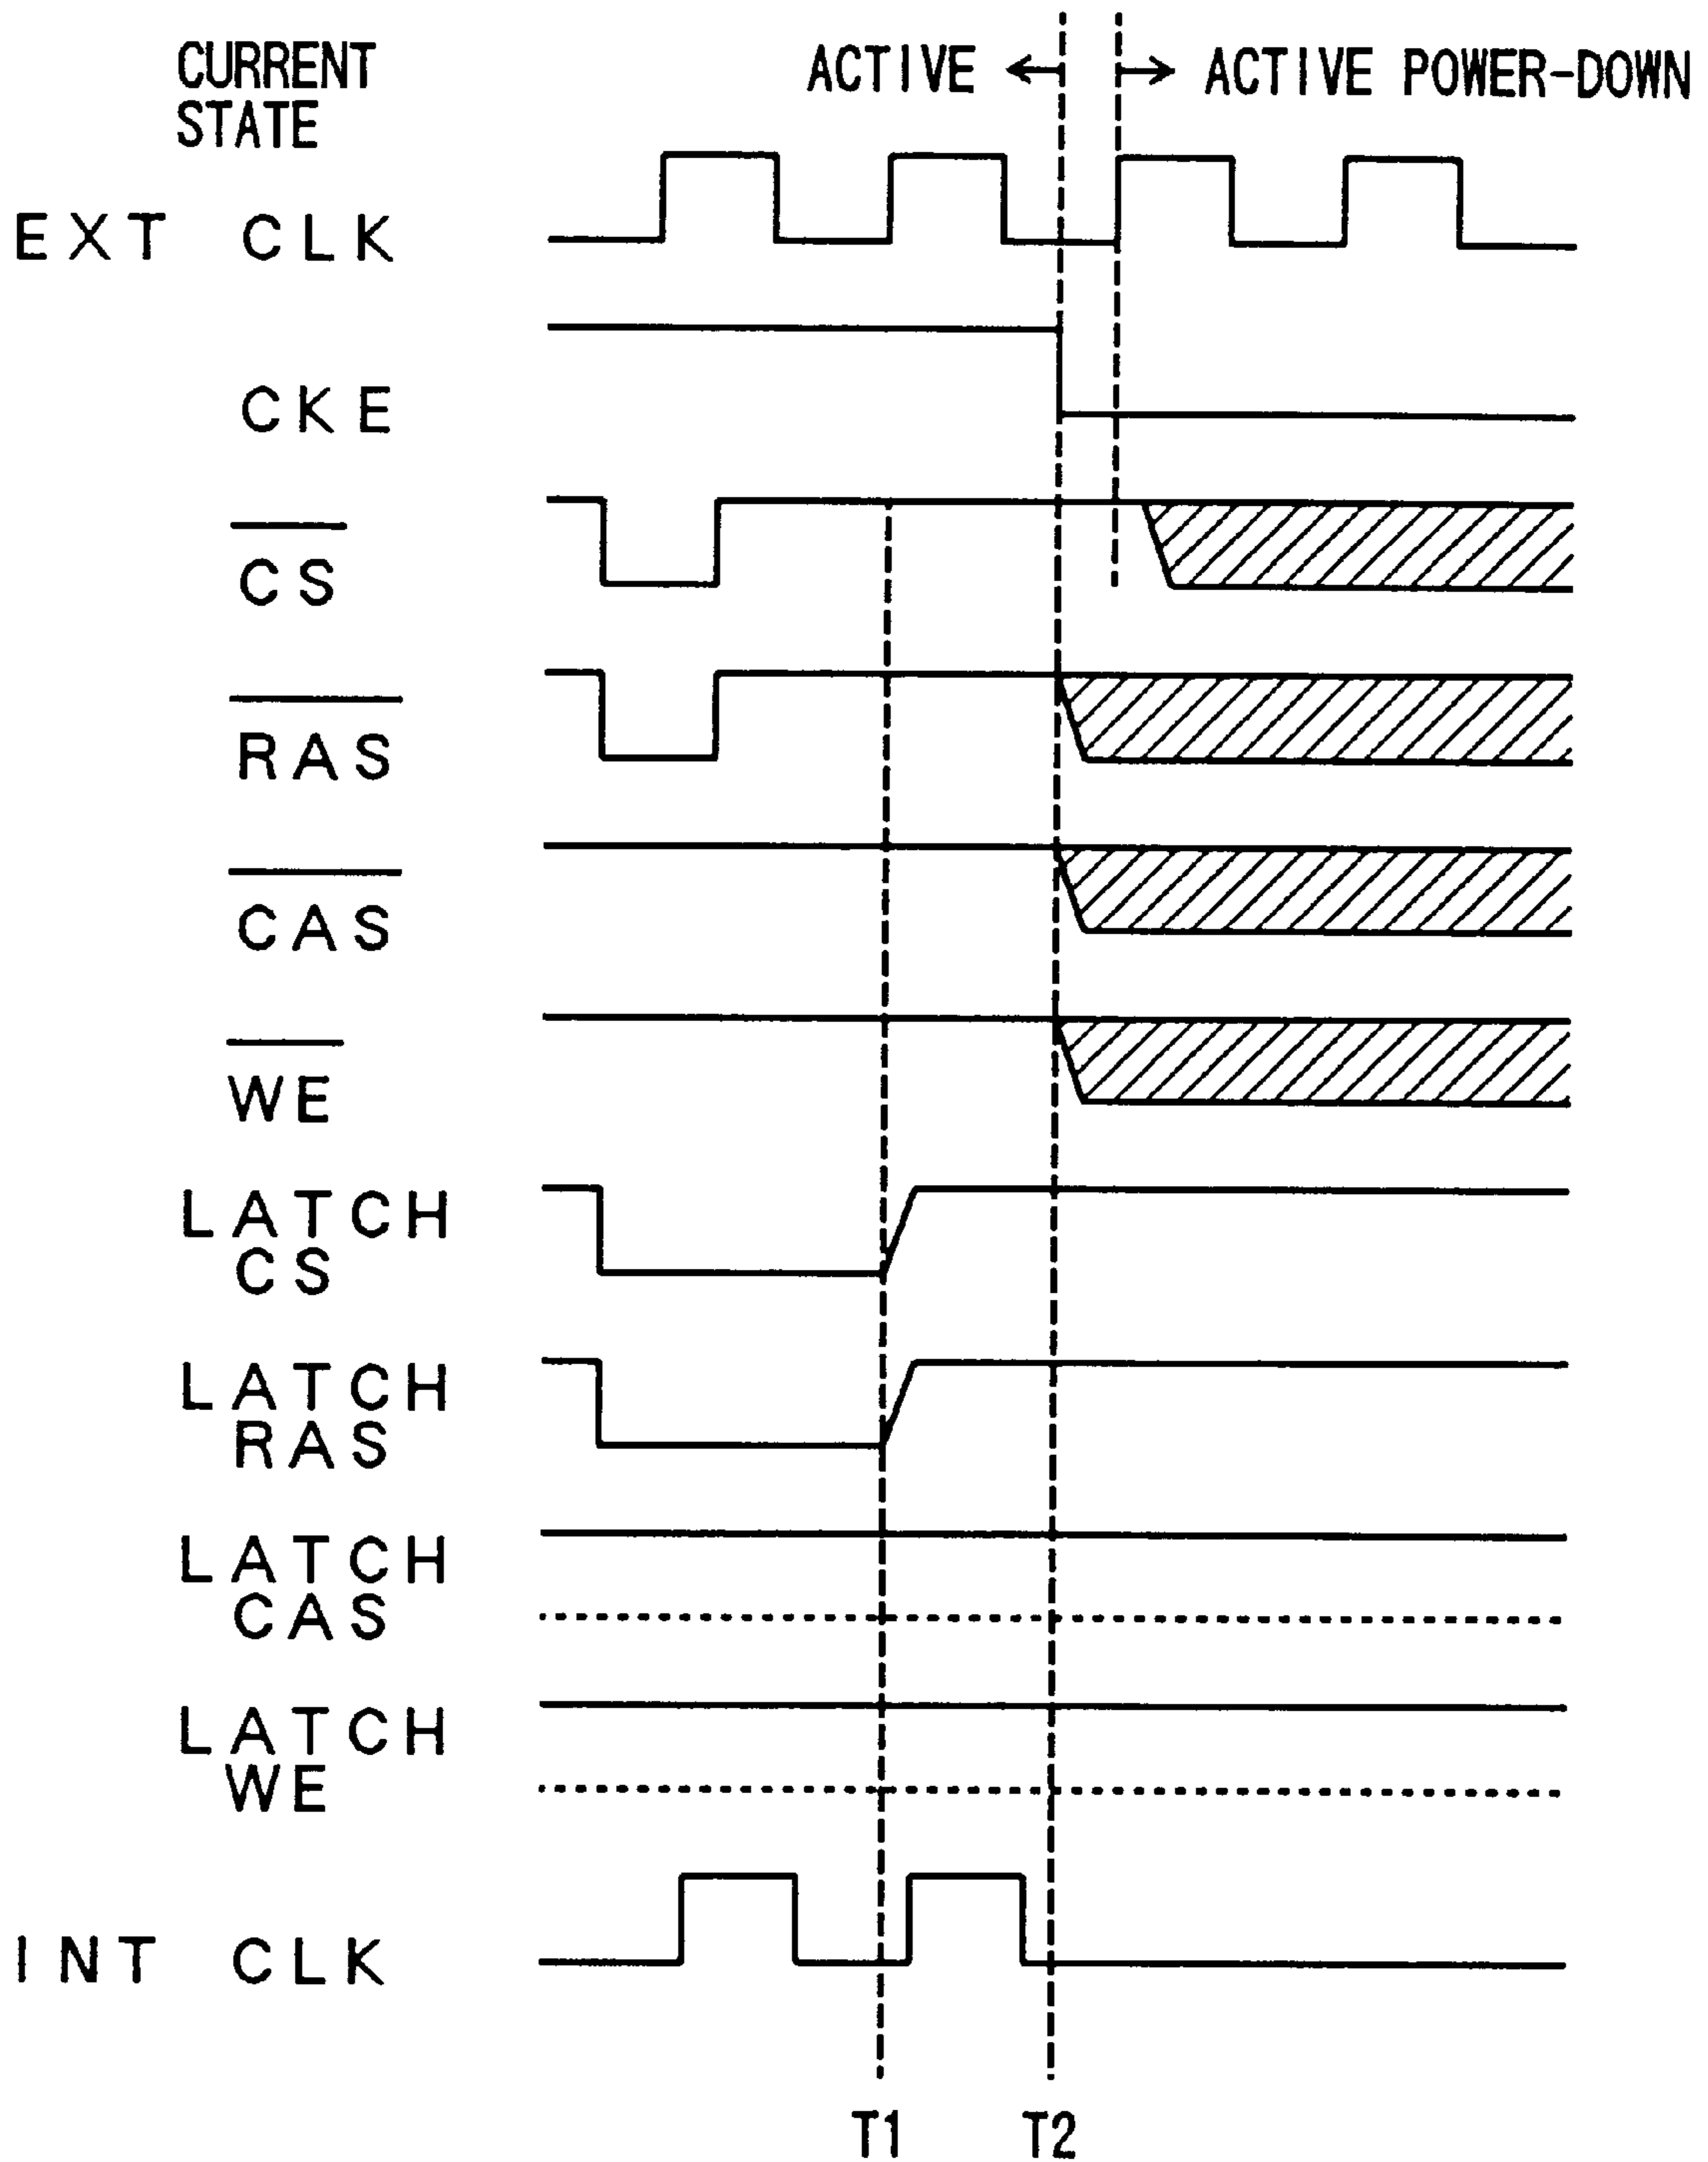 CURRENT
STATE
ACTIVE ← → ACTIVE POWER-DOWN
EXT CLK
CKE
CS
RAS
CAS
WE
LATCH
CS
LATCH
RAS
LATCH
CAS
LATCH
WE
INT CLK
T1 T2